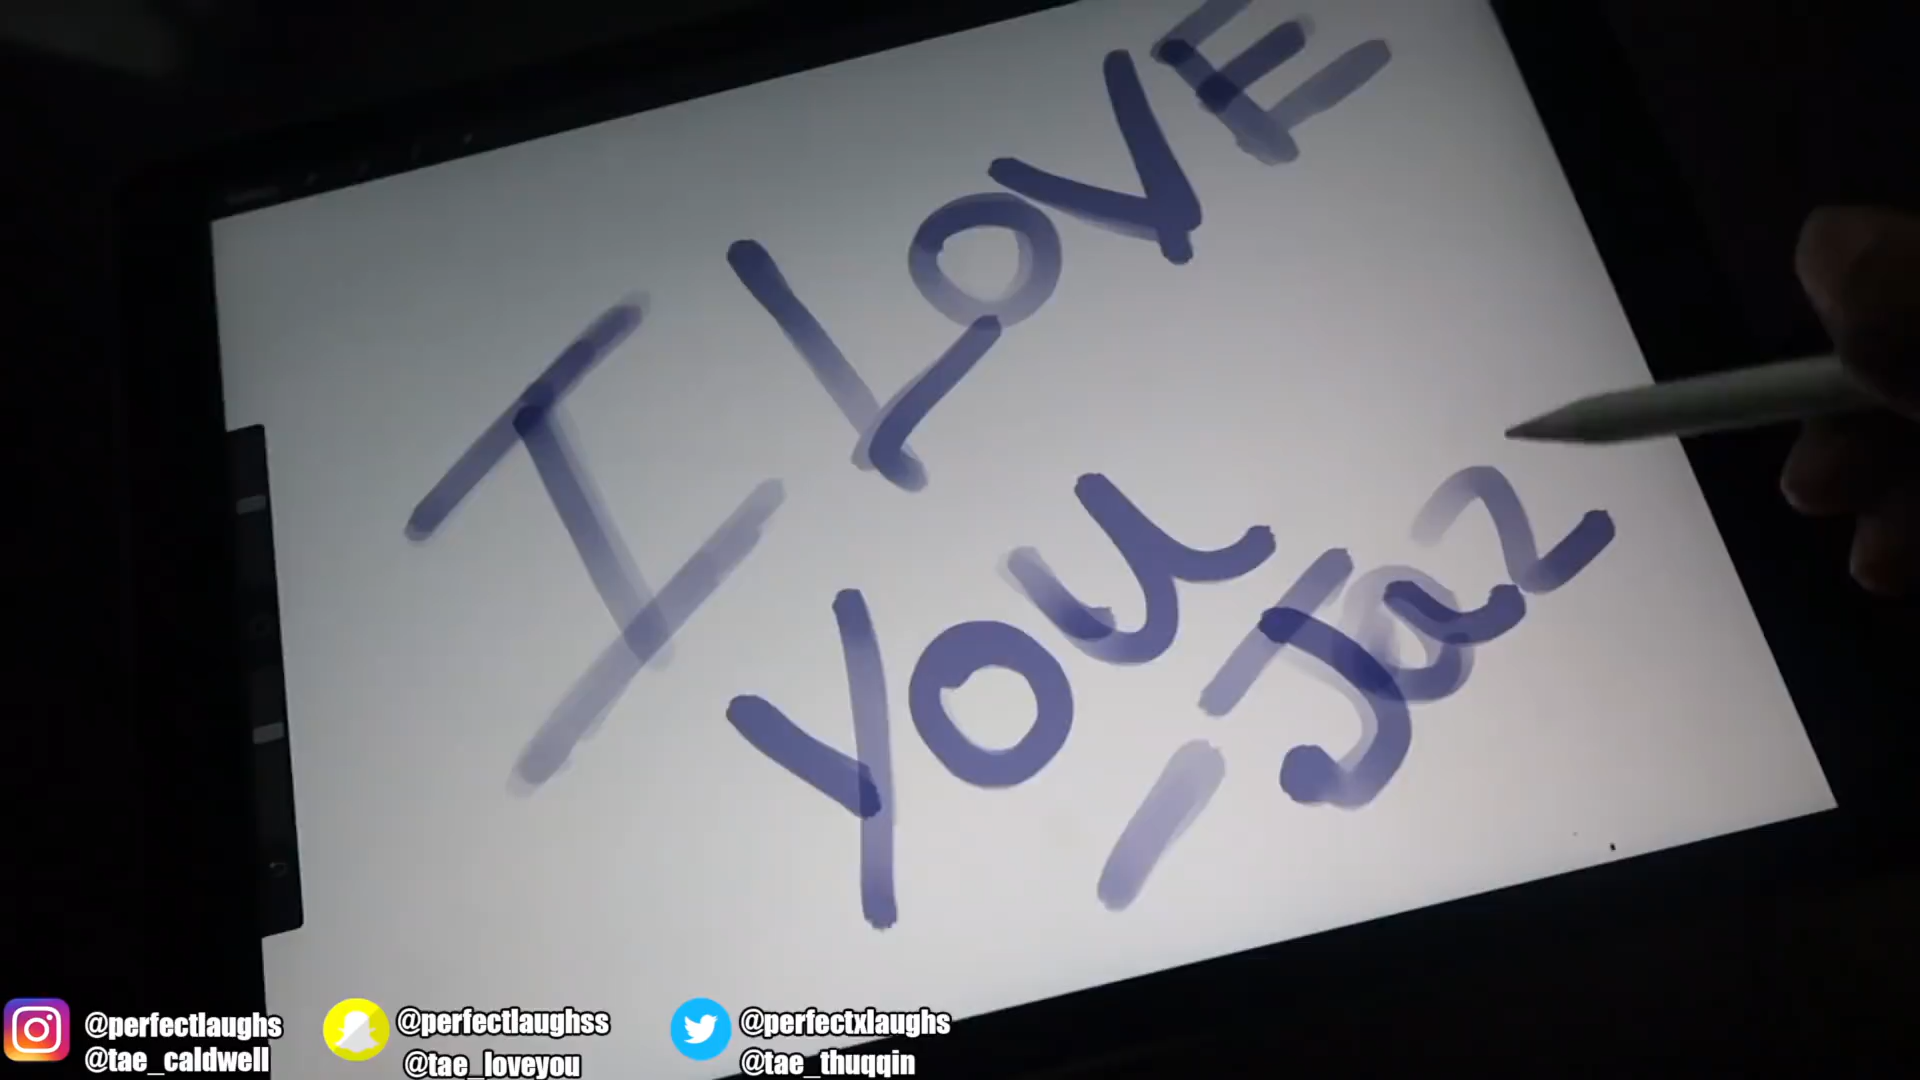 I LOVE
You
-Jaz
@perfectlaughs
@tae_caldwell
@perfectlaughss
@tae_loveyou
@perfectxlaughs
@tae_thuqqin